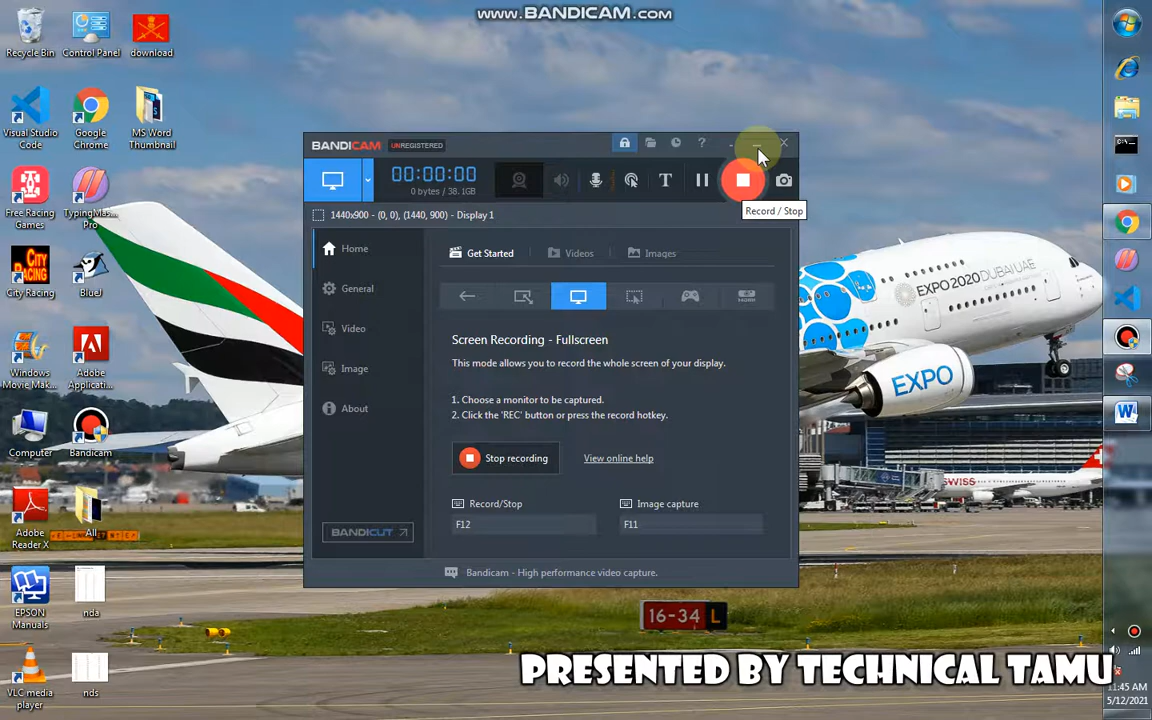 www.BANDICAM.com
Recycle Bin
Control Panel
download
Visual Studio
Code
Google
Chrome
MS Word
Thumbnail
Free Racing
Games
TypingMas...
Pro
City Racing
BlueJ
Windows
Movie Mak...
Adobe
Applicati...
Computer
Bandicam
Adobe
Reader X
All
EPSON
Manuals
nda
VLC media
player
nds
BANDICAM UNREGISTERED
00:00:00
0 bytes / 38.1GB
Record / Stop
1440x900 - (0, 0), (1440, 900) - Display 1
Home
General
Video
Image
About
BANDICUT
Get Started
Videos
Images
HDMI
Screen Recording - Fullscreen
This mode allows you to record the whole screen of your display.
1. Choose a monitor to be captured.
2. Click the 'REC' button or press the record hotkey.
Stop recording
View online help
Record/Stop
F12
Image capture
F11
Bandicam - High performance video capture.
EXPO 2020 DUBAI UAE
EXPO
SWISS
16-34 L
PRESENTED BY TECHNICAL TAMU
11:45 AM
5/12/2021